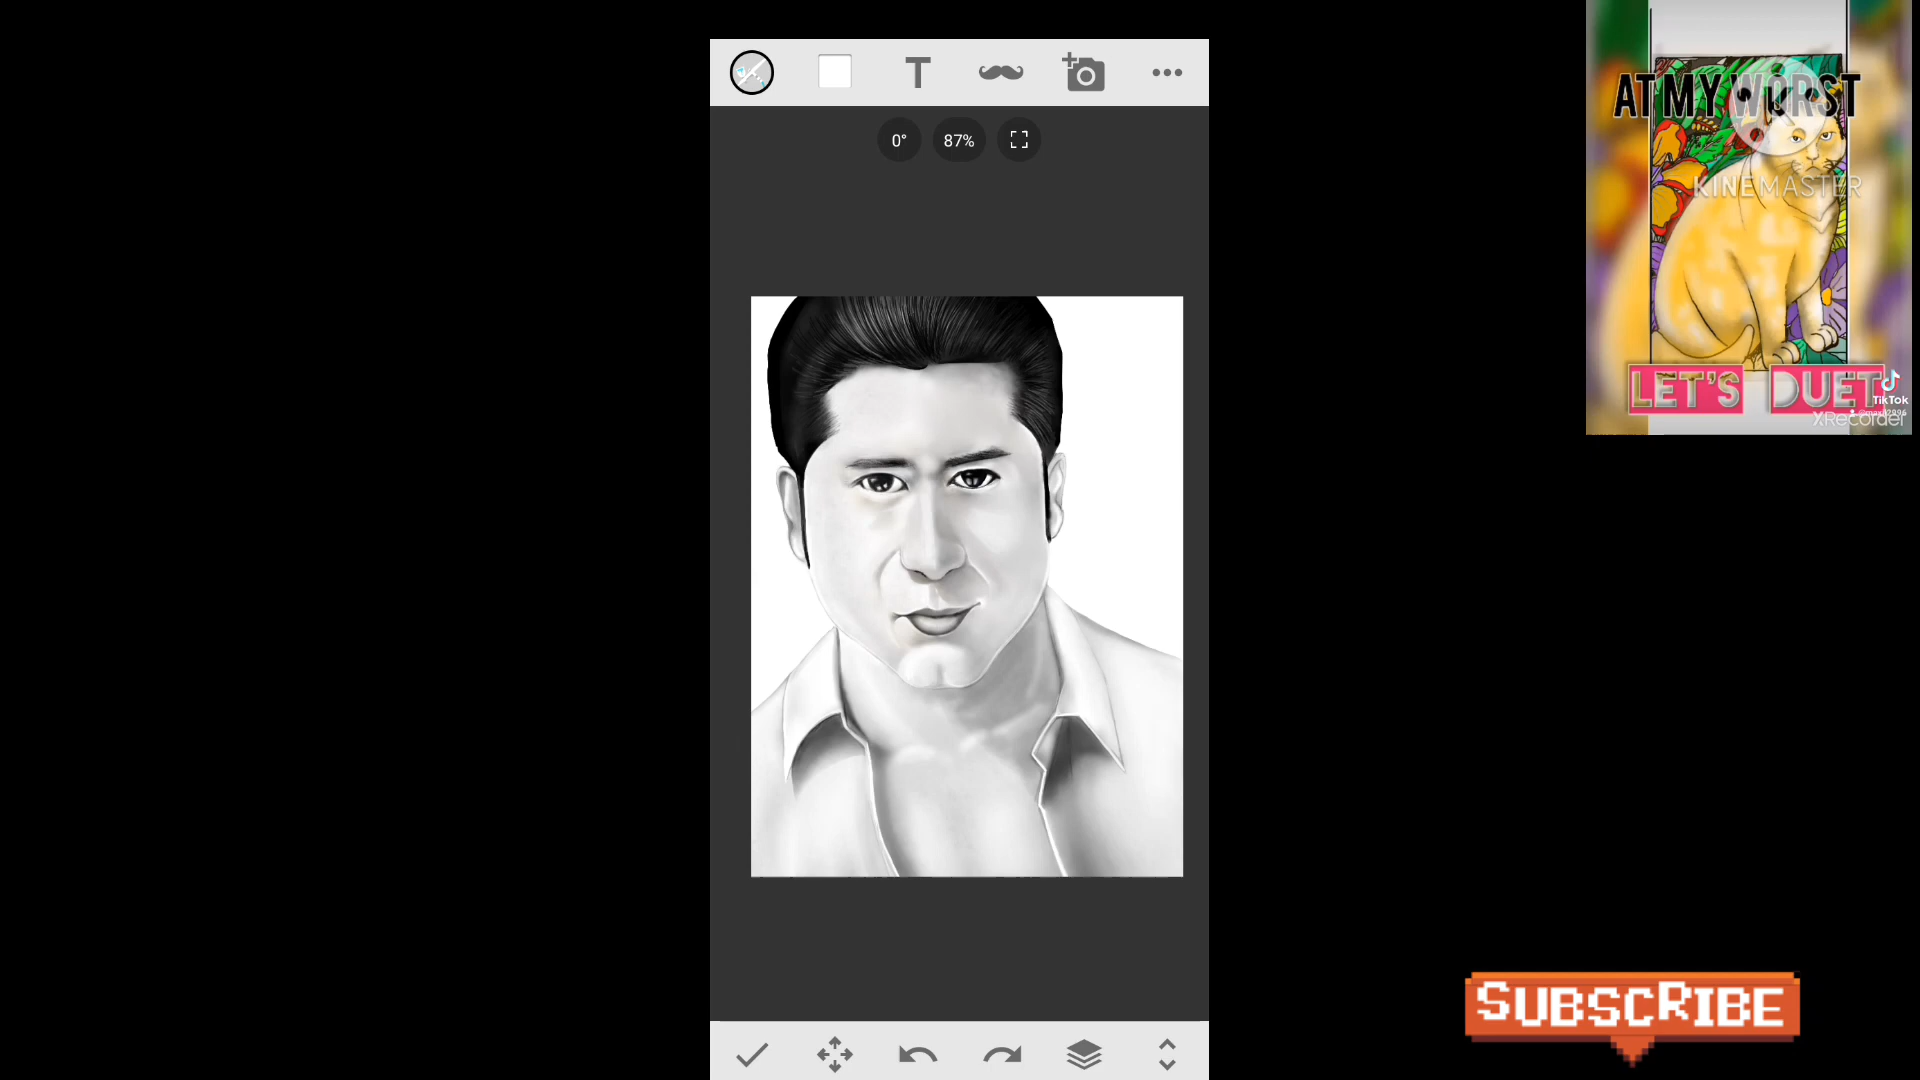 T
0°
87%
AT MY WORST
KINEMASTER
LET'S DUET
TikTok
XRecorder
SUBSCRIBE